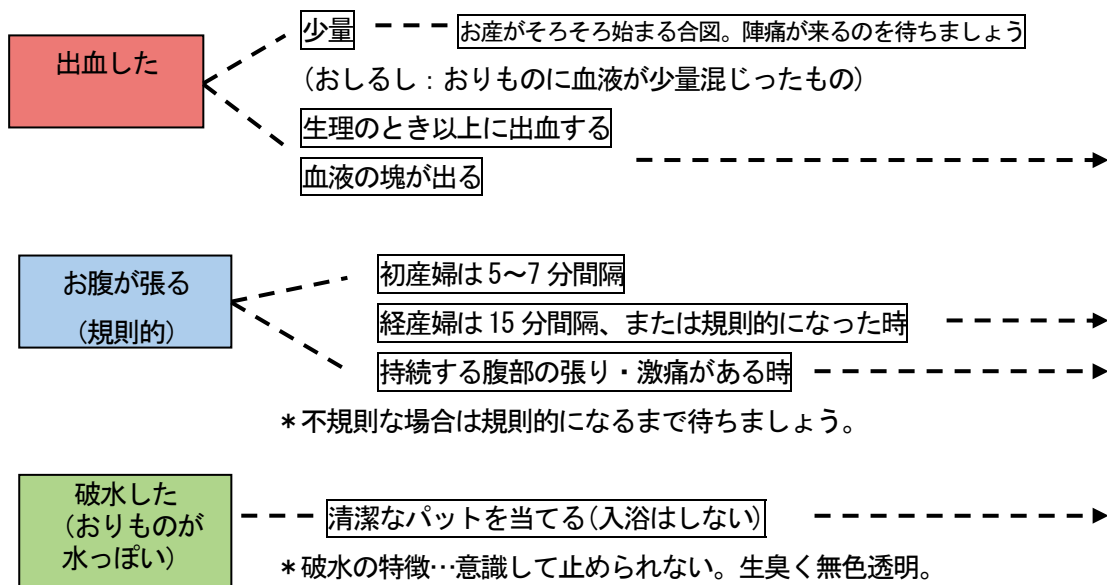 出血した
少量
お産がそろそろ始まる合図。陣痛が来るのを待ちましょう
(おしるし：おりものに血液が少量混じったもの)
生理のとき以上に出血する
血液の塊が出る
お腹が張る
(規則的)
初産婦は5～7分間隔
経産婦は15分間隔、または規則的になった時
持続する腹部の張り・激痛がある時
＊不規則な場合は規則的になるまで待ちましょう。
破水した
(おりものが
水っぽい)
清潔なパットを当てる(入浴はしない)
＊破水の特徴…意識して止められない。生臭く無色透明。